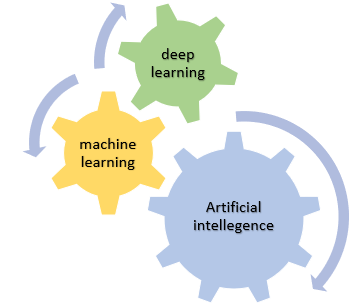 deep
learning
machine
learning
Artificial
intellegence